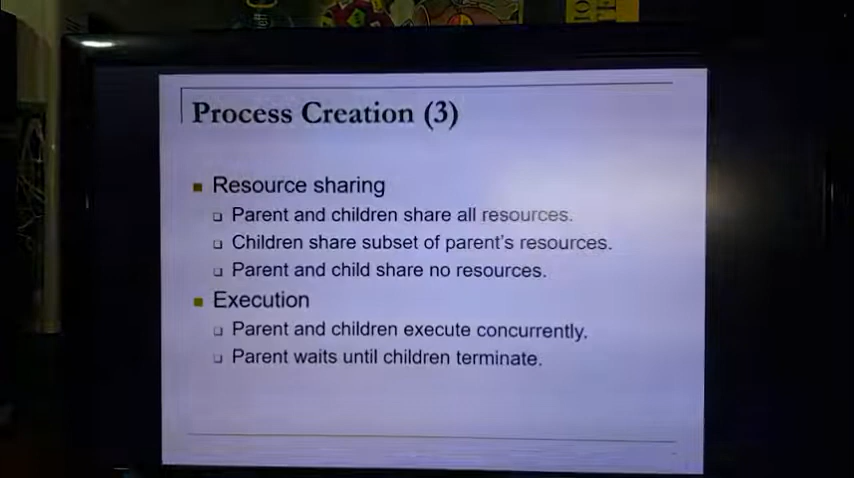 Process Creation (3)
Resource sharing
Parent and children share all resources.
Children share subset of parent's resources.
Parent and child share no resources.
Execution
Parent and children execute concurrently.
Parent waits until children terminate.